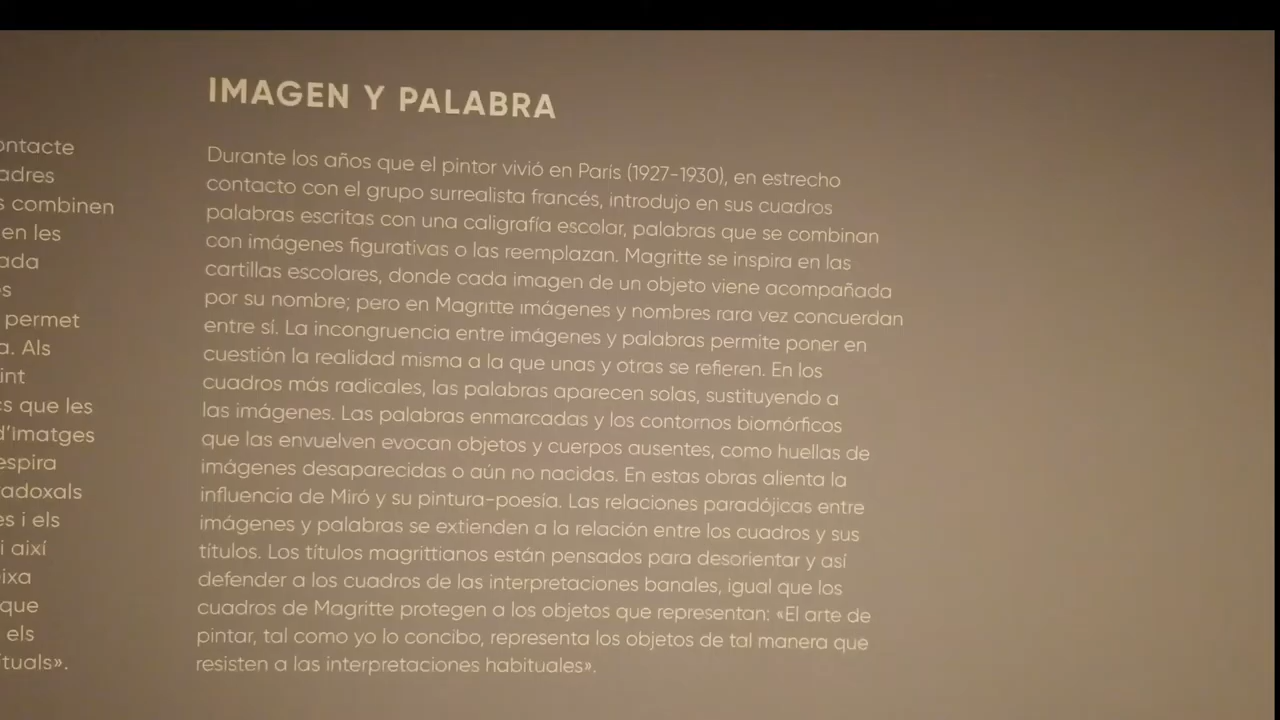 ontacte
adres
s combinen
en les
ada
s
permet
a. Als
int
cs que les
d'imatges
espira
radoxals
es i els
i així
eixa
que
els
ituals».
IMAGEN Y PALABRA
Durante los años que el pintor vivió en París (1927-1930), en estrecho
contacto con el grupo surrealista francés, introdujo en sus cuadros
palabras escritas con una caligrafía escolar, palabras que se combinan
con imágenes figurativas o las reemplazan. Magritte se inspira en las
cartillas escolares, donde cada imagen de un objeto viene acompañada
por su nombre; pero en Magritte imágenes y nombres rara vez concuerdan
entre sí. La incongruencia entre imágenes y palabras permite poner en
cuestión la realidad misma a la que unas y otras se refieren. En los
cuadros más radicales, las palabras aparecen solas, sustituyendo a
las imágenes. Las palabras enmarcadas y los contornos biomórficos
que las envuelven evocan objetos y cuerpos ausentes, como huellas de
imágenes desaparecidas o aún no nacidas. En estas obras alienta la
influencia de Miró y su pintura-poesía. Las relaciones paradójicas entre
imágenes y palabras se extienden a la relación entre los cuadros y sus
títulos. Los títulos magrittianos están pensados para desorientar y así
defender a los cuadros de las interpretaciones banales, igual que los
cuadros de Magritte protegen a los objetos que representan: «El arte de
pintar, tal como yo lo concibo, representa los objetos de tal manera que
resisten a las interpretaciones habituales».